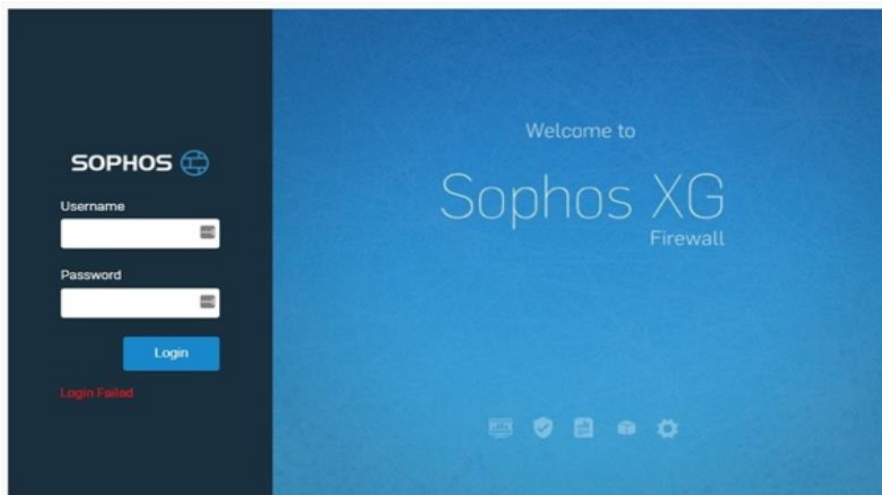 SOPHOS
Username
Password
Login
Login Failed
Welcome to
Sophos XG
Firewall